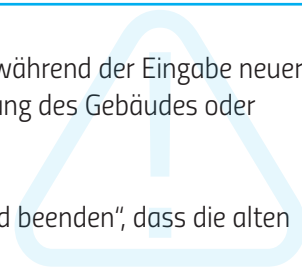 während der Eingabe neuer
ung des Gebäudes oder
d beenden“, dass die alten